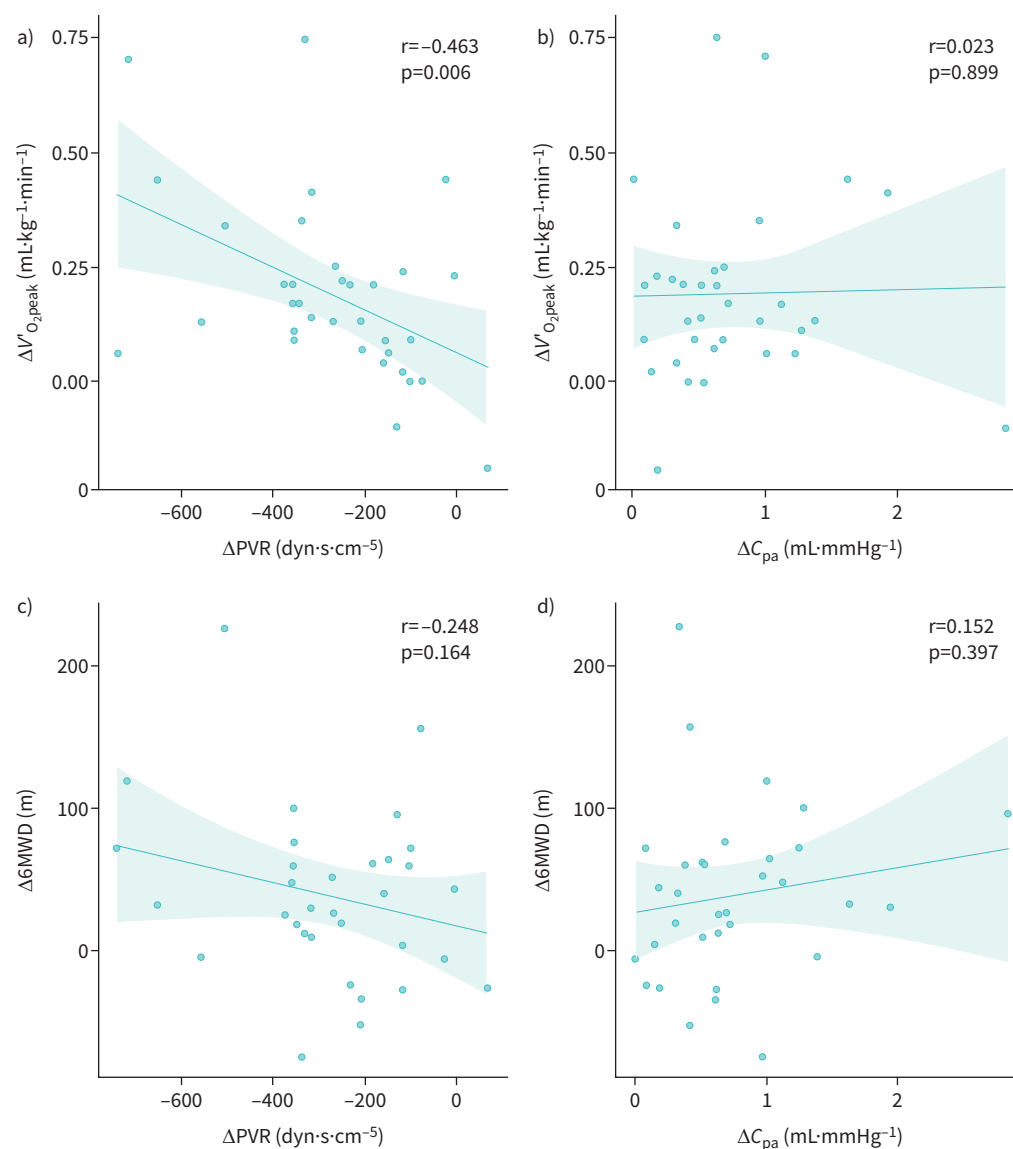 a)
r=–0.463
p=0.006
0.75
0.50
0.25
0.00
0
ΔV′O2peak (mL·kg–1·min–1)
–600 –400 –200 0
ΔPVR (dyn·s·cm–5)
b)
r=0.023
p=0.899
0.75
0.50
0.25
0.00
0
ΔV′O2peak (mL·kg–1·min–1)
0 1 2
ΔCpa (mL·mmHg–1)
c)
r=–0.248
p=0.164
200
100
0
Δ6MWD (m)
–600 –400 –200 0
ΔPVR (dyn·s·cm–5)
d)
r=0.152
p=0.397
200
100
0
Δ6MWD (m)
0 1 2
ΔCpa (mL·mmHg–1)